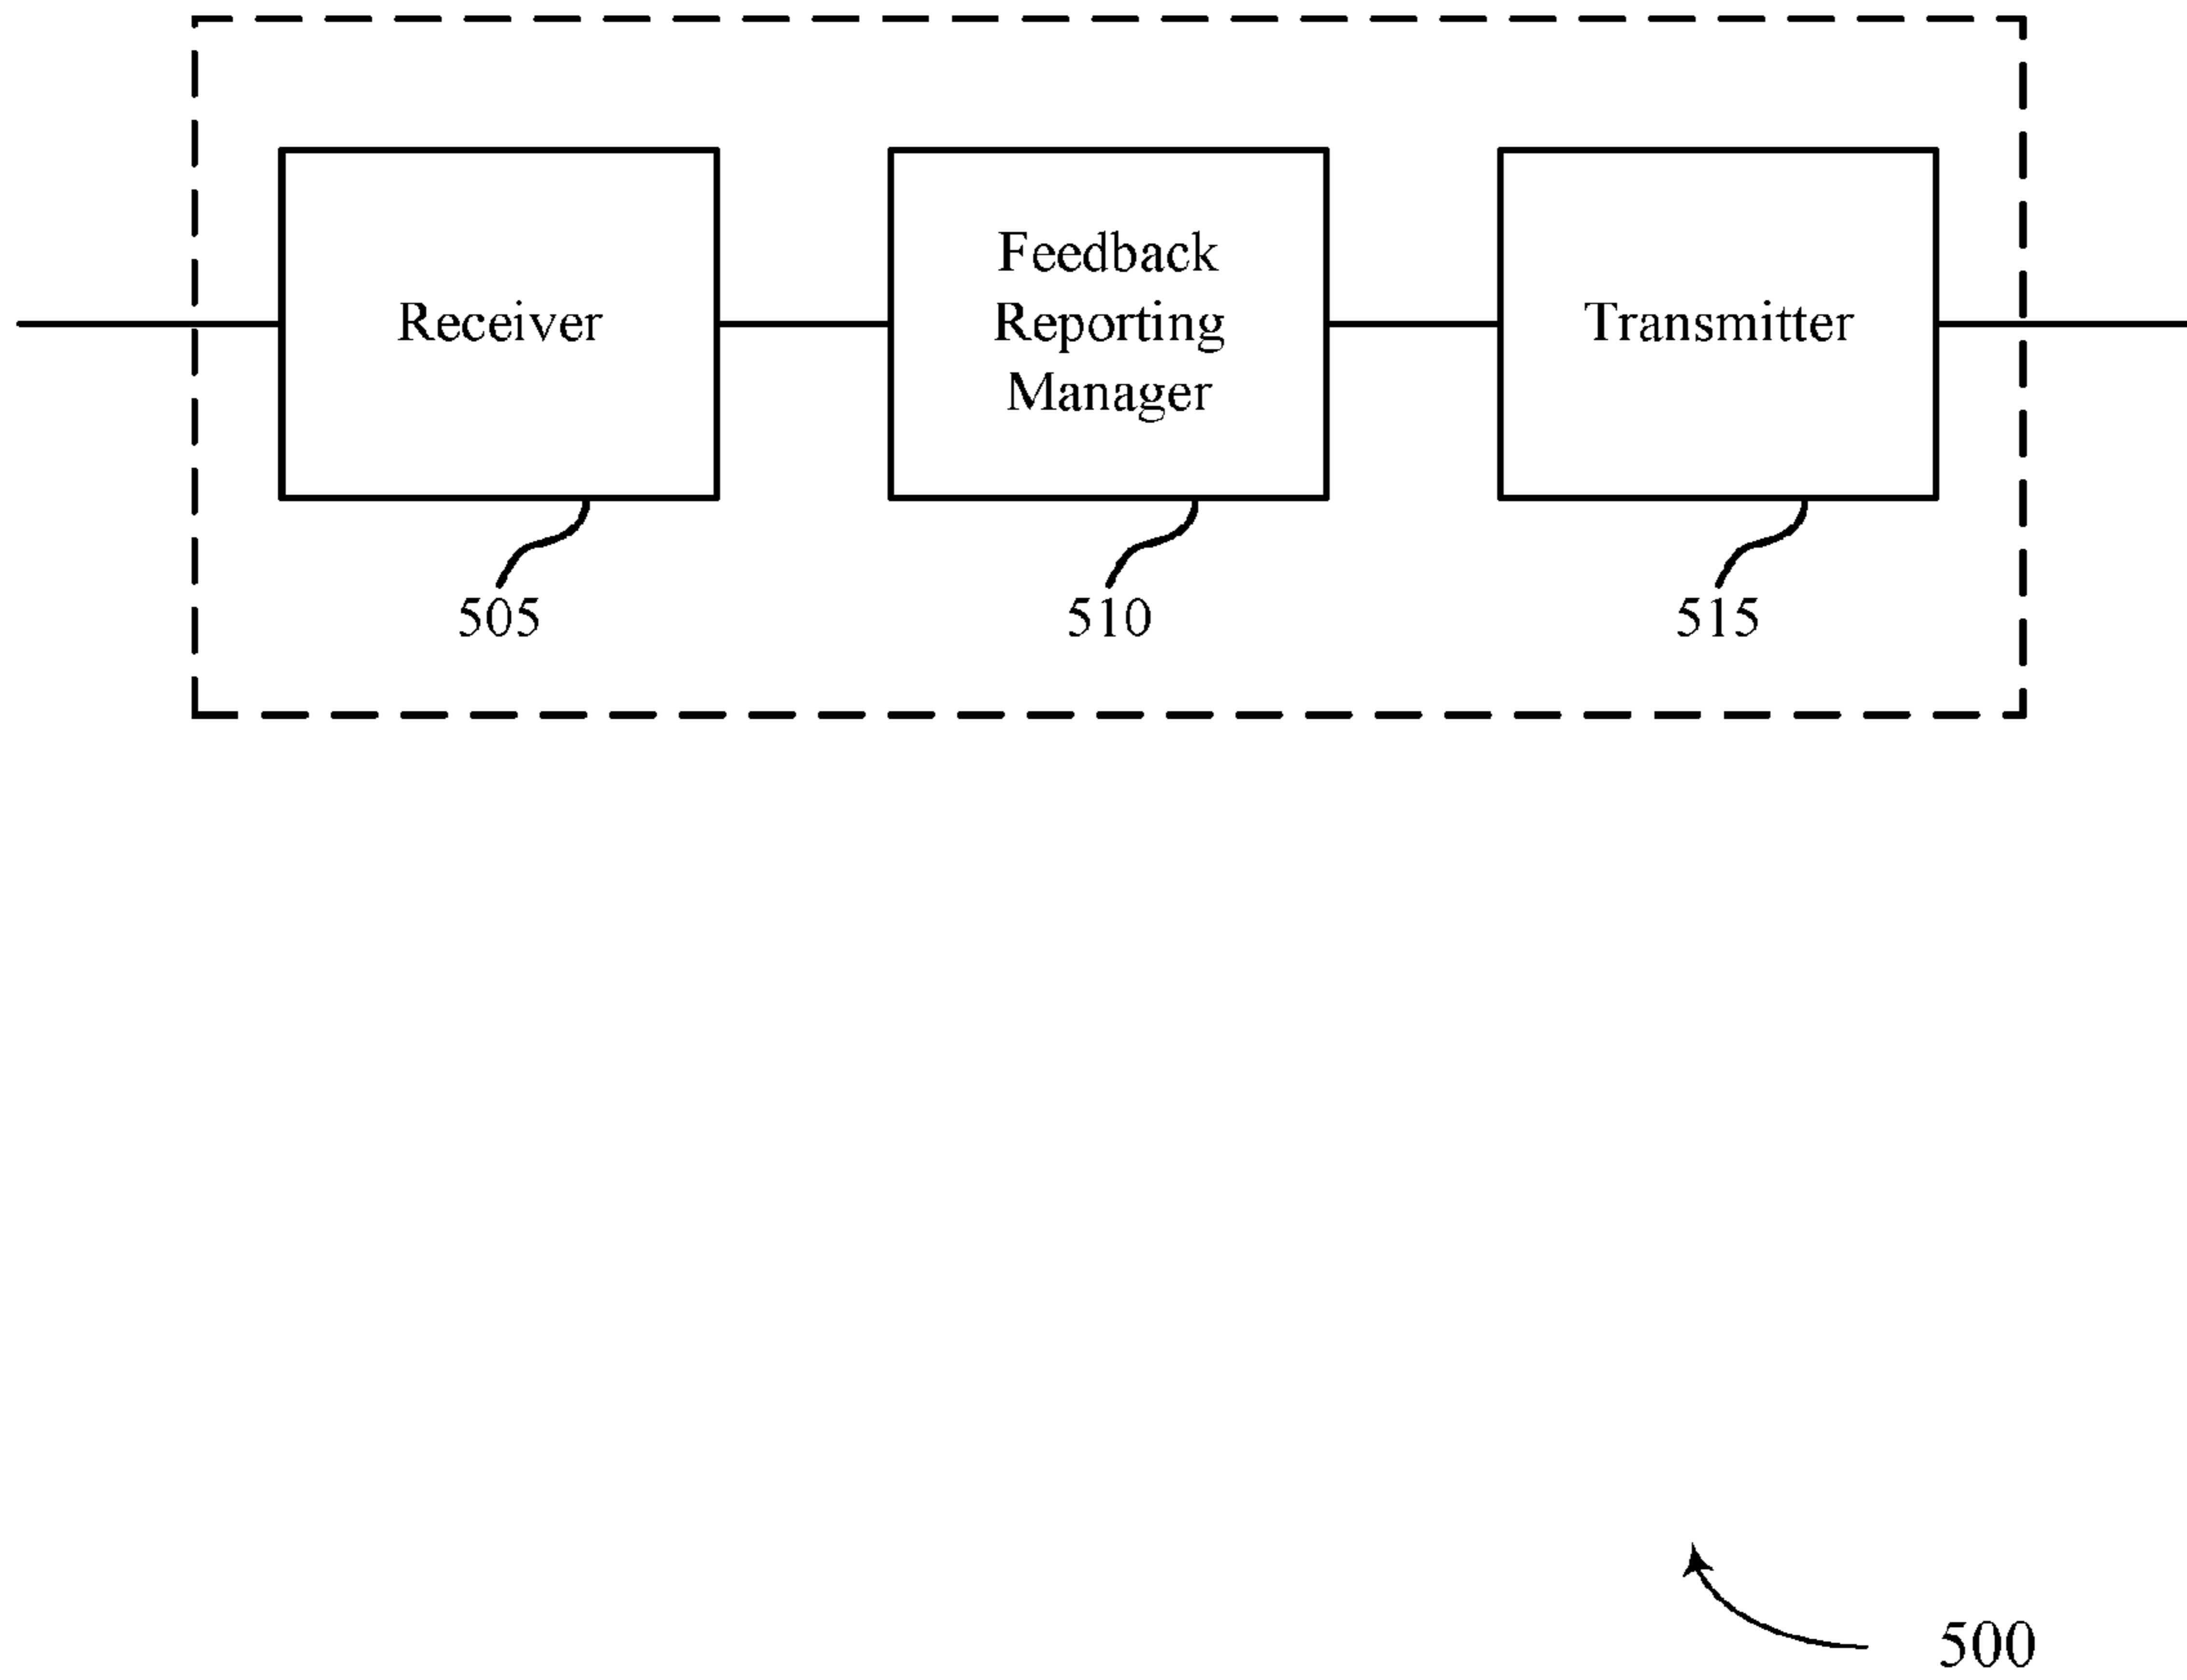 Receiver
Feedback
Reporting
Manager
Transmitter
505
510
515
500